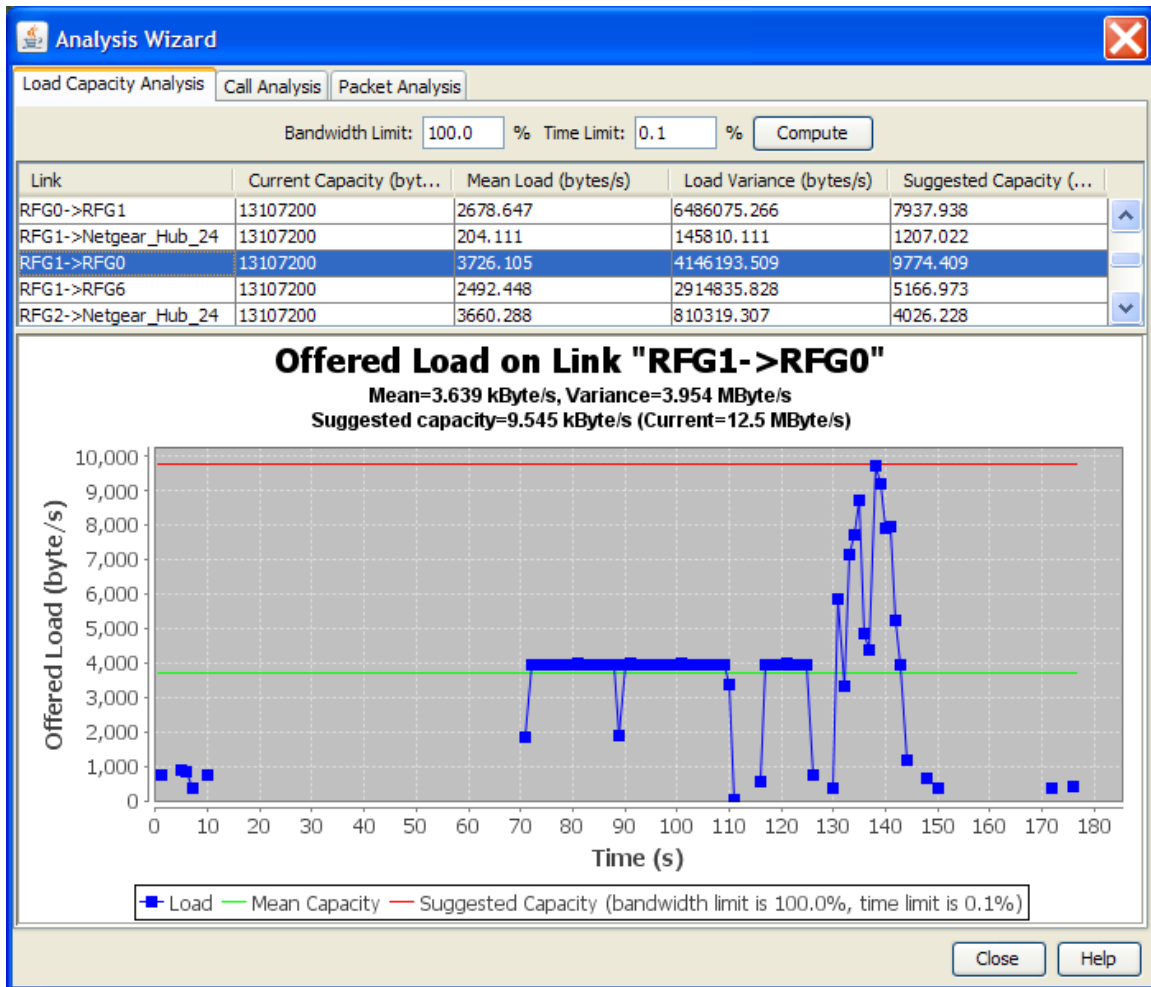 Analysis Wizard
Load Capacity Analysis Call Analysis Packet Analysis
Bandwidth Limit: 100.0 % Time Limit: 0.1 % Compute
Link Current Capacity (byt... Mean Load (bytes/s) Load Variance (bytes/s) Suggested Capacity (...
RFG0->RFG1 13107200 2678.647 6486075.266 7937.938
RFG1->Netgear_Hub_24 13107200 204.111 145810.111 1207.022
RFG1->RFG0 13107200 3726.105 4146193.509 9774.409
RFG1->RFG6 13107200 2492.448 2914835.828 5166.973
RFG2->Netgear_Hub_24 13107200 3660.288 810319.307 4026.228
Offered Load on Link "RFG1->RFG0"
Mean=3.639 kByte/s, Variance=3.954 MByte/s
Suggested capacity=9.545 kByte/s (Current=12.5 MByte/s)
Offered Load (byte/s)
10,000
9,000
8,000
7,000
6,000
5,000
4,000
3,000
2,000
1,000
0
0 10 20 30 40 50 60 70 80 90 100 110 120 130 140 150 160 170 180
Time (s)
Load Mean Capacity Suggested Capacity (bandwidth limit is 100.0%, time limit is 0.1%)
Close Help